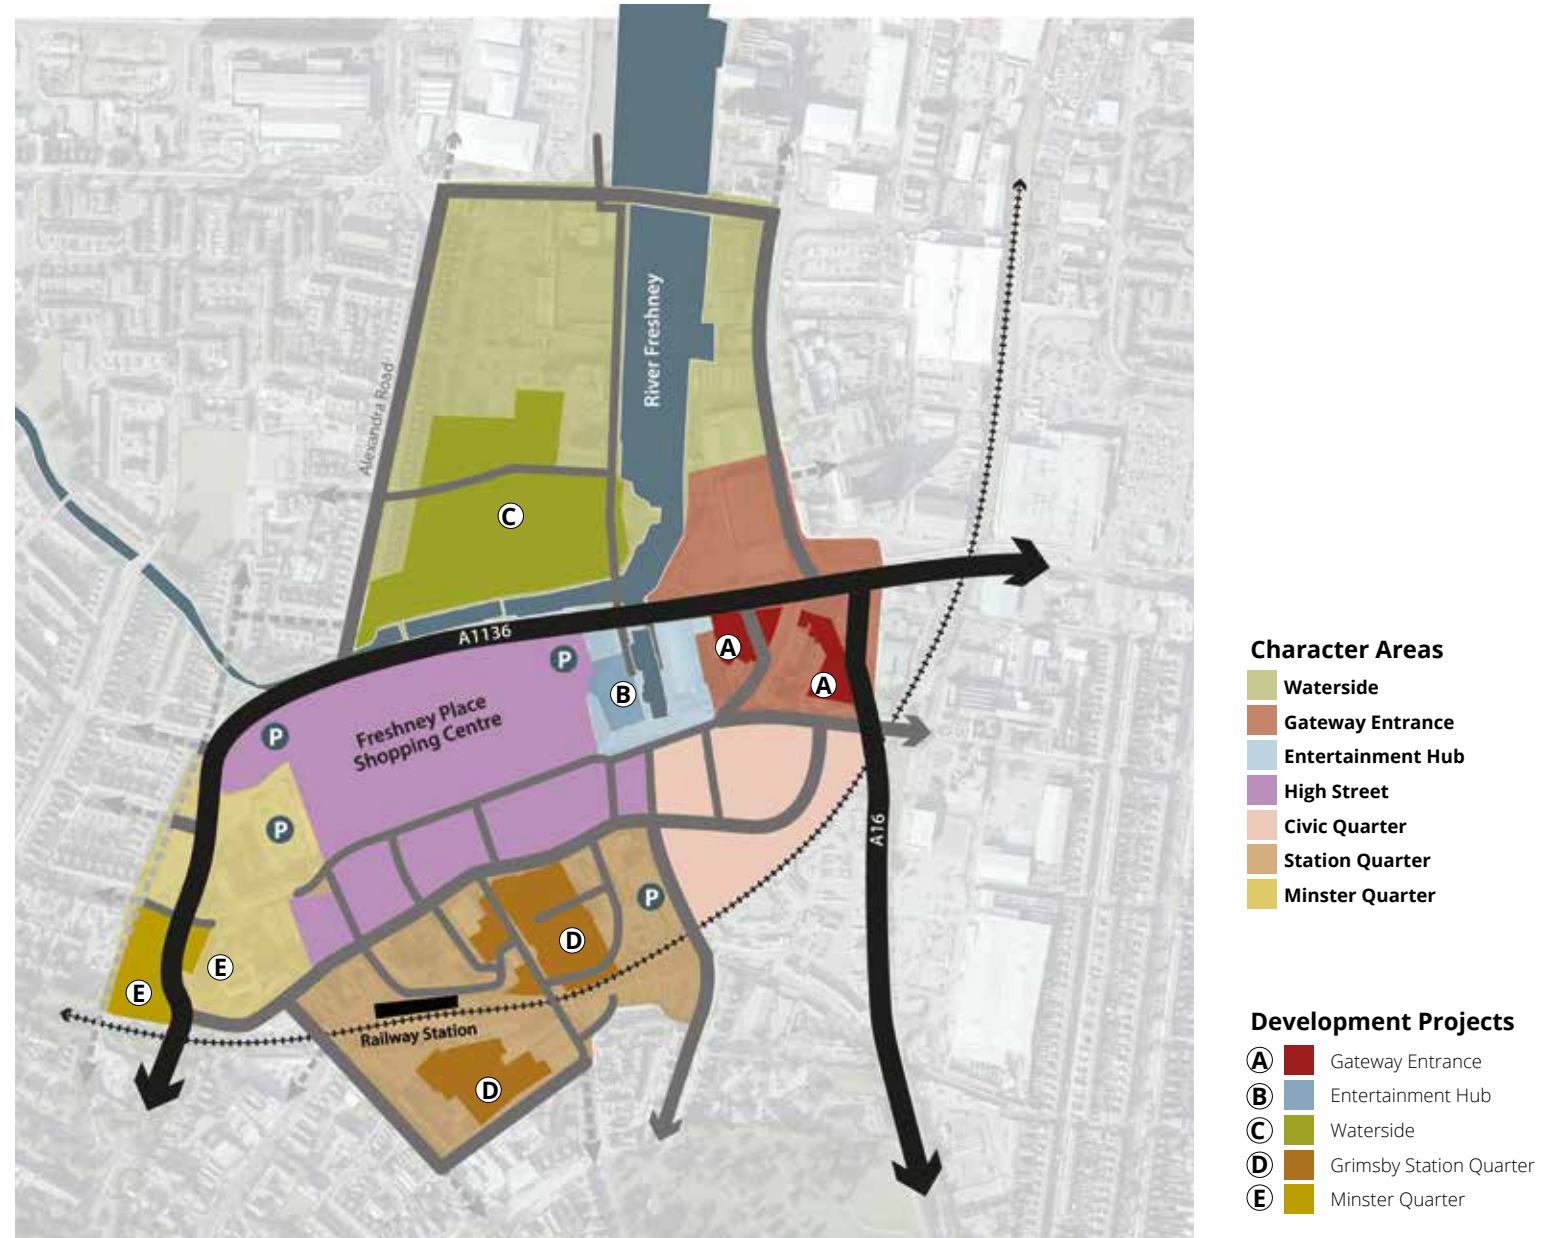 River Freshney
Alexandra Road
C
A1136
P
A
B
A
P
Freshney Place
Shopping Centre
P
A16
P
D
E
E
Railway Station
D
Character Areas
Waterside
Gateway Entrance
Entertainment Hub
High Street
Civic Quarter
Station Quarter
Minster Quarter
Development Projects
A Gateway Entrance
B Entertainment Hub
C Waterside
D Grimsby Station Quarter
E Minster Quarter